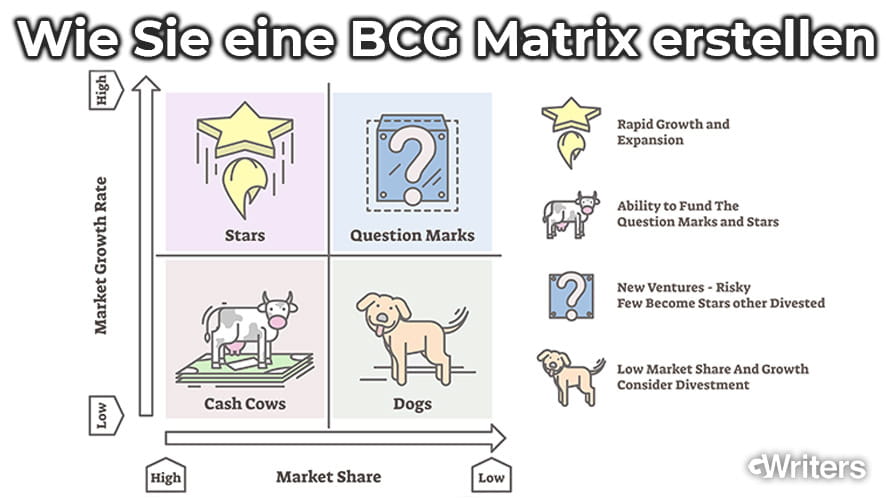 Wie Sie eine BCG Matrix erstellen
High
Market Growth Rate
Low
Stars
Question Marks
Cash Cows
Dogs
High
Market Share
Low
Rapid Growth and
Expansion
Ability to Fund The
Question Marks and Stars
New Ventures - Risky
Few Become Stars other Divested
Low Market Share And Growth
Consider Divestment
cWriters